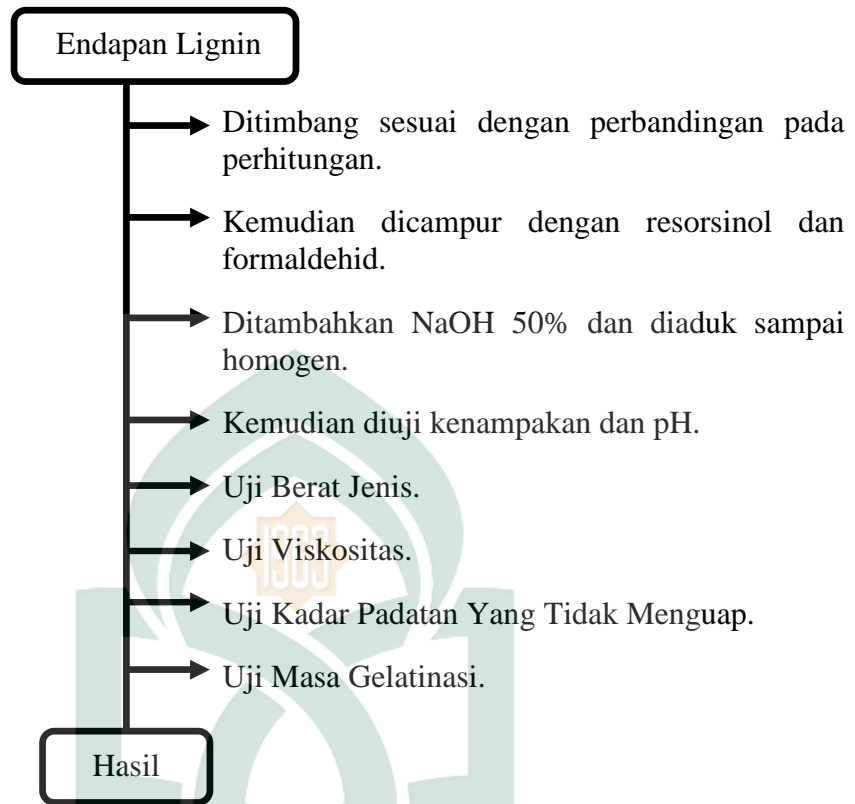 Endapan Lignin
Ditimbang sesuai dengan perbandingan pada
perhitungan.
Kemudian dicampur dengan resorsinol dan
formaldehid.
Ditambahkan NaOH 50% dan diaduk sampai
homogen.
Kemudian diuji kenampakan dan pH.
Uji Berat Jenis.
1909
Uji Viskositas.
Uji Kadar Padatan Yang Tidak Menguap.
Uji Masa Gelatinasi.
Hasil